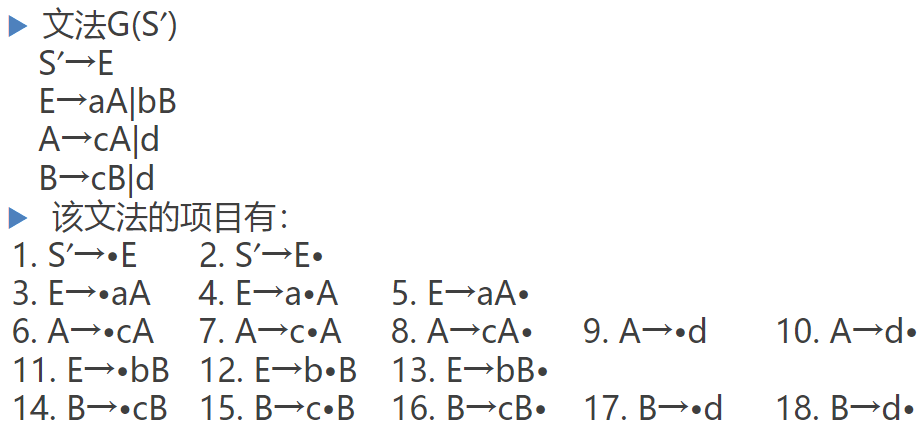 ▶ 文法G(S′)
S′→E
E→aA|bB
A→cA|d
B→cB|d
▶ 该文法的项目有：
1. S′→•E 2. S′→E•
3. E→•aA 4. E→a•A 5. E→aA•
6. A→•cA 7. A→c•A 8. A→cA• 9. A→•d 10. A→d•
11. E→•bB 12. E→b•B 13. E→bB•
14. B→•cB 15. B→c•B 16. B→cB• 17. B→•d 18. B→d•